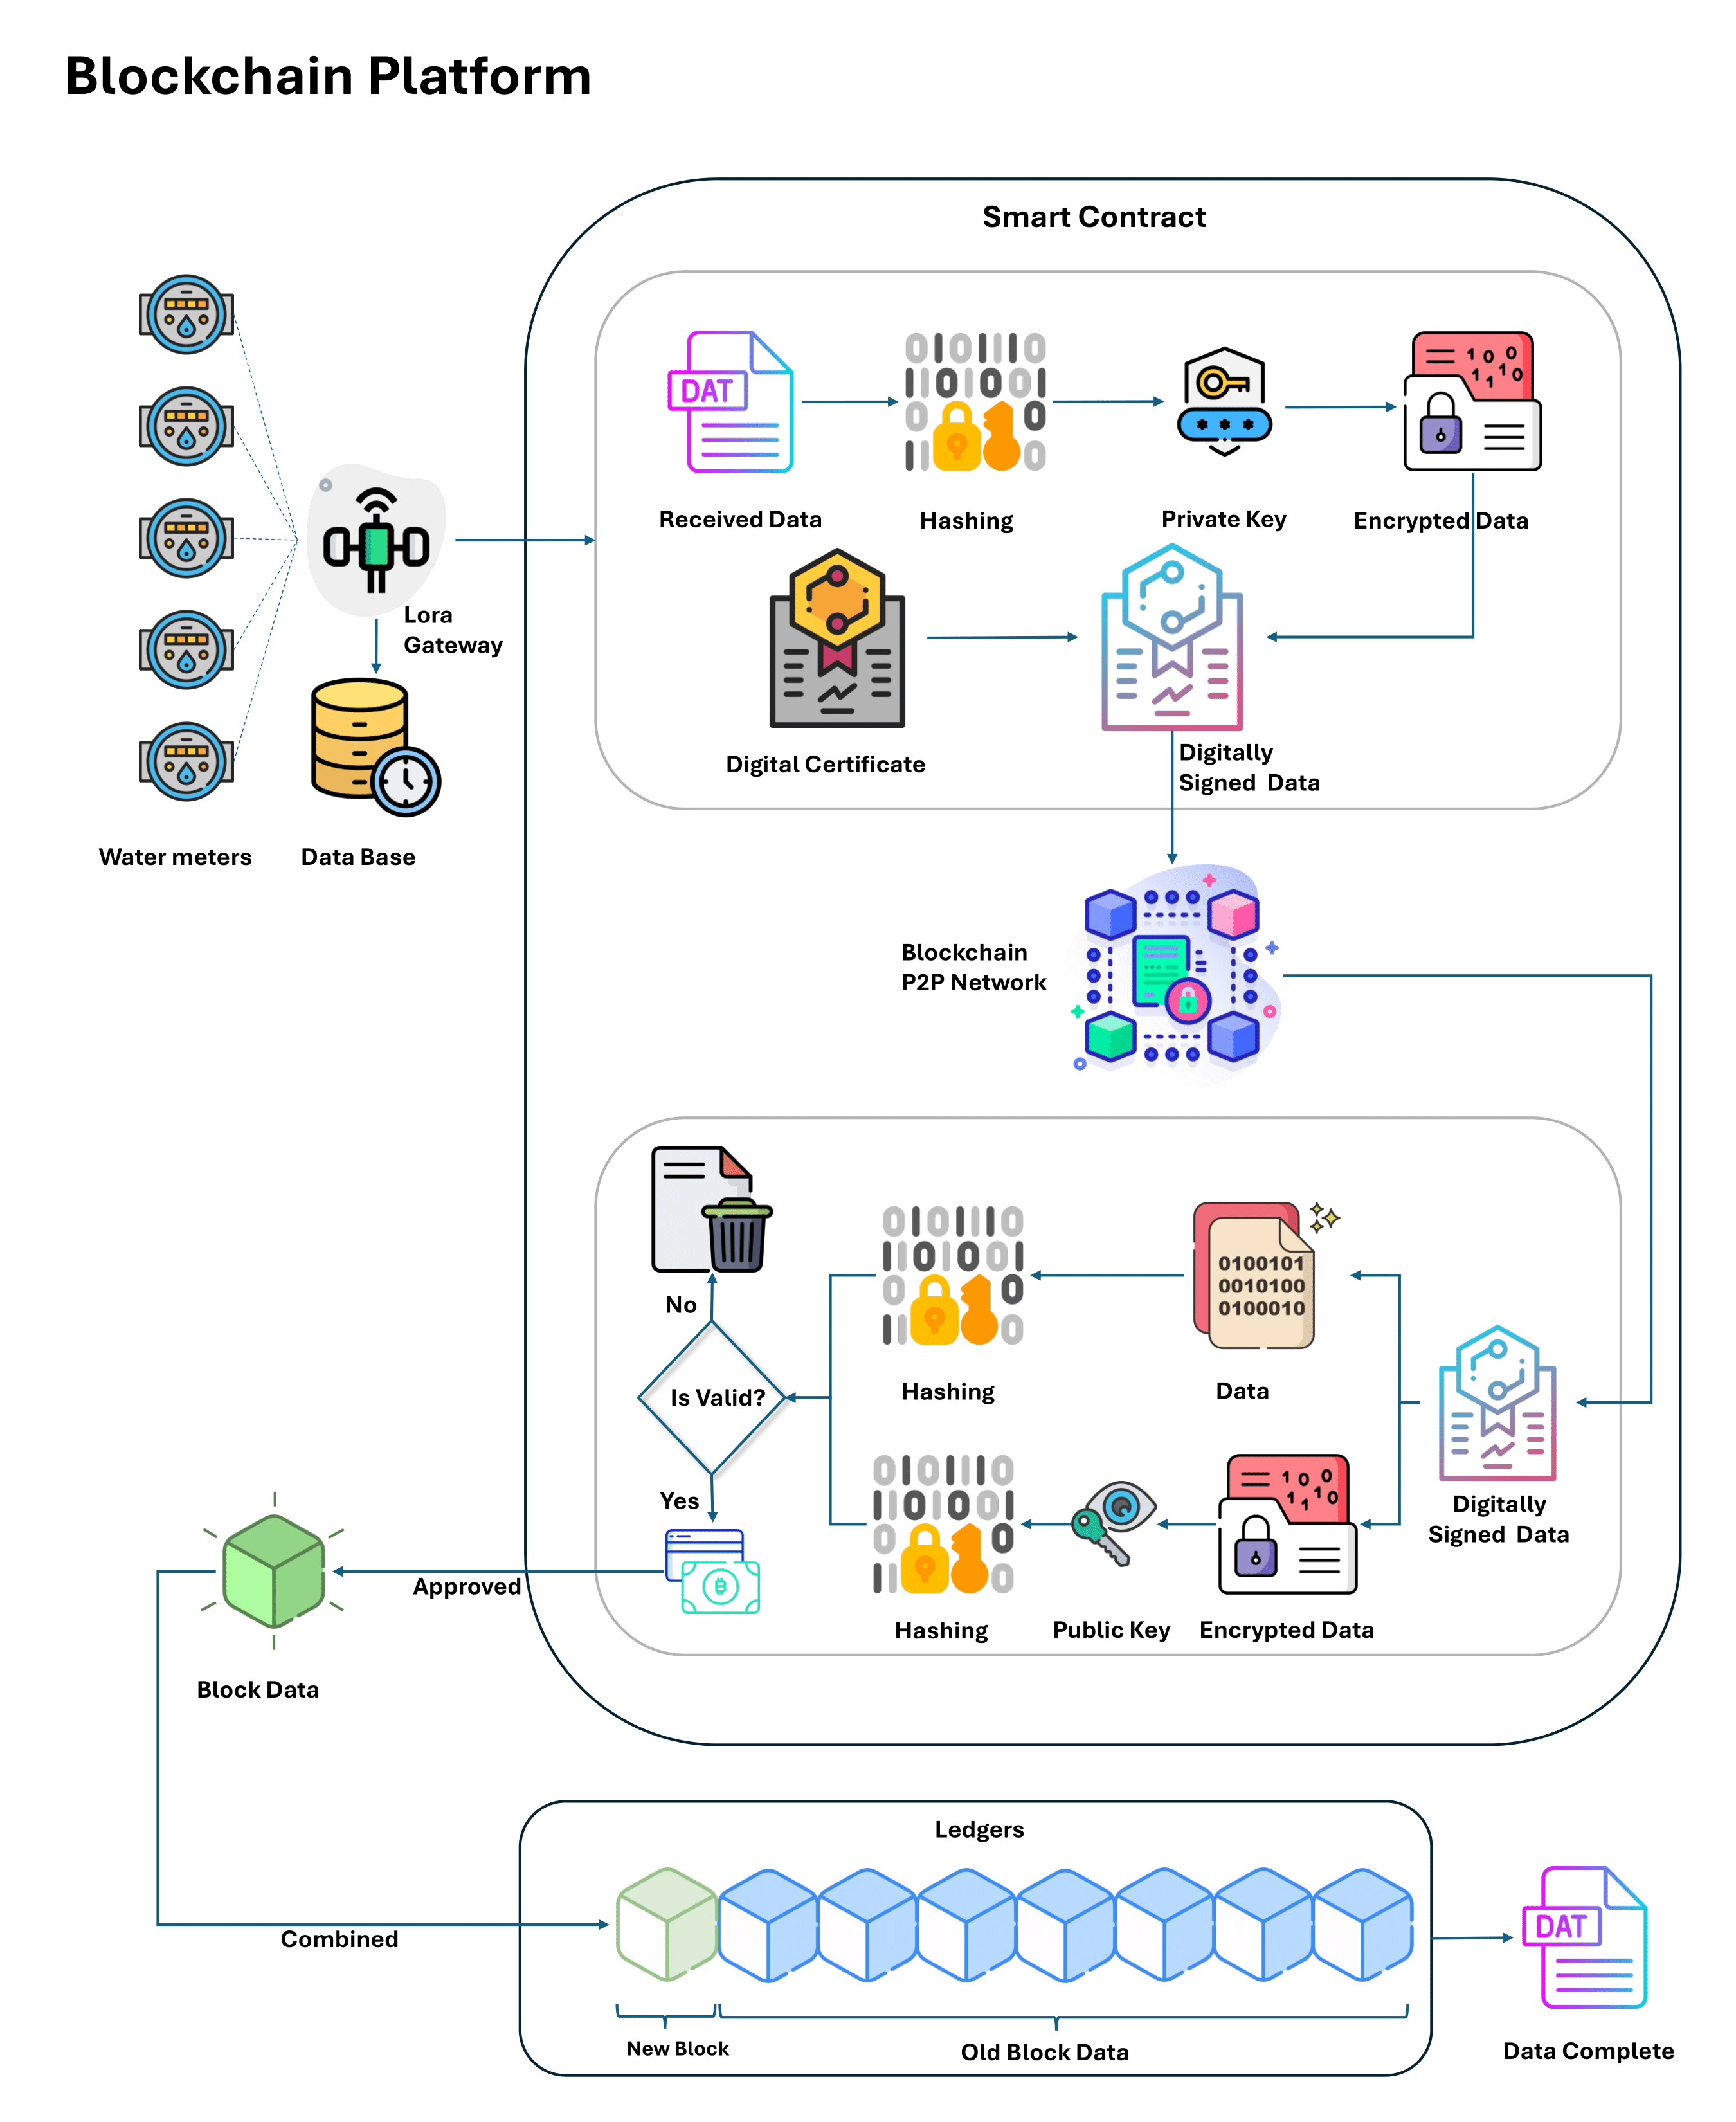 Blockchain Platform
Smart Contract
DAT
Received Data
Hashing
Private Key
Encrypted Data
Lora
Gateway
Digital Certificate
Digitally
Signed Data
Water meters
Data Base
Blockchain
P2P Network
No
Is Valid?
Yes
Hashing
0100101
0010100
0100010
Data
Digitally
Signed Data
Hashing
Public Key
Encrypted Data
Approved
Block Data
Ledgers
Combined
New Block
Old Block Data
DAT
Data Complete